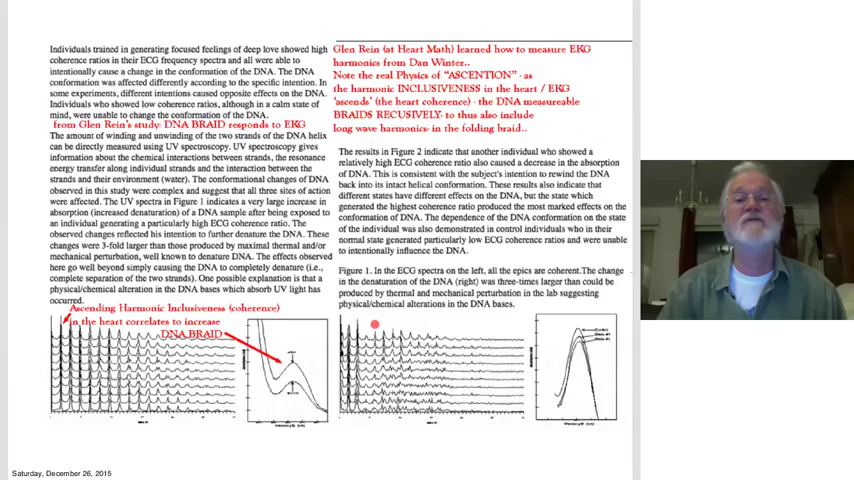 Individuals trained in generating focused feelings of deep love showed high
coherence ratios in their ECG frequency spectra and all were able to
intentionally cause a change in the conformation of the DNA. The DNA
conformation was affected differently according to the specific intention. In
some experiments, different intentions caused opposite effects on the DNA.
Individuals who showed low coherence ratios, although in a calm state of
mind, were unable to change the conformation of the DNA.
from Glen Rein's study- DNA BRAID responds to EKG
The amount of winding and unwinding of the two strands of the DNA helix
can be directly measured using UV spectroscopy. UV spectroscopy gives
information about the chemical interactions between strands, the resonance
energy transfer along individual strands and the interaction between the
strands and their environment (water). The conformational changes of DNA
observed in this study were complex and suggest that all three sites of action
were affected. The UV spectra in Figure 1 indicates a very large increase in
absorption (increased denaturation) of a DNA sample after being exposed to
an individual generating a particularly high ECG coherence ratio. The
observed changes reflected his intention to further denature the DNA. These
changes were 3-fold larger than those produced by maximal thermal and/or
mechanical perturbation, well known to denature DNA. The effects observed
here go well beyond simply causing the DNA to completely denature (i.e.,
complete separation of the two strands). One possible explanation is that a
physical/chemical alteration in the DNA bases which absorb UV light has
occurred.
Ascending Harmonic Inclusiveness (coherence)
in the heart correlates to increase
DNA BRAID
Glen Rein (at Heart Math) learned how to measure EKG
harmonics from Dan Winter..
Note the real Physics of "ASCENTION" - as
the harmonic INCLUSIVENESS in the heart / EKG
'ascends' (the heart coherence) - the DNA measureable
BRAIDS RECUSIVELY- to thus also include
long wave harmonics- in the folding braid..
The results in Figure 2 indicate that another individual who showed a
relatively high ECG coherence ratio also caused a decrease in the absorption
of DNA. This is consistent with the subject's intention to rewind the DNA
back into its intact helical conformation. These results also indicate that
different states have different effects on the DNA, but the state which
generated the highest coherence ratio produced the most marked effects on the
conformation of DNA. The dependence of the DNA conformation on the state
of the individual was also demonstrated in control individuals who in their
normal state generated particularly low ECG coherence ratios and were unable
to intentionally influence the DNA.
Figure 1. In the ECG spectra on the left, all the epics are coherent.The change
in the denaturation of the DNA (right) was three-times larger than could be
produced by thermal and mechanical perturbation in the lab suggesting
physical/chemical alterations in the DNA bases.
Saturday, December 26, 2015